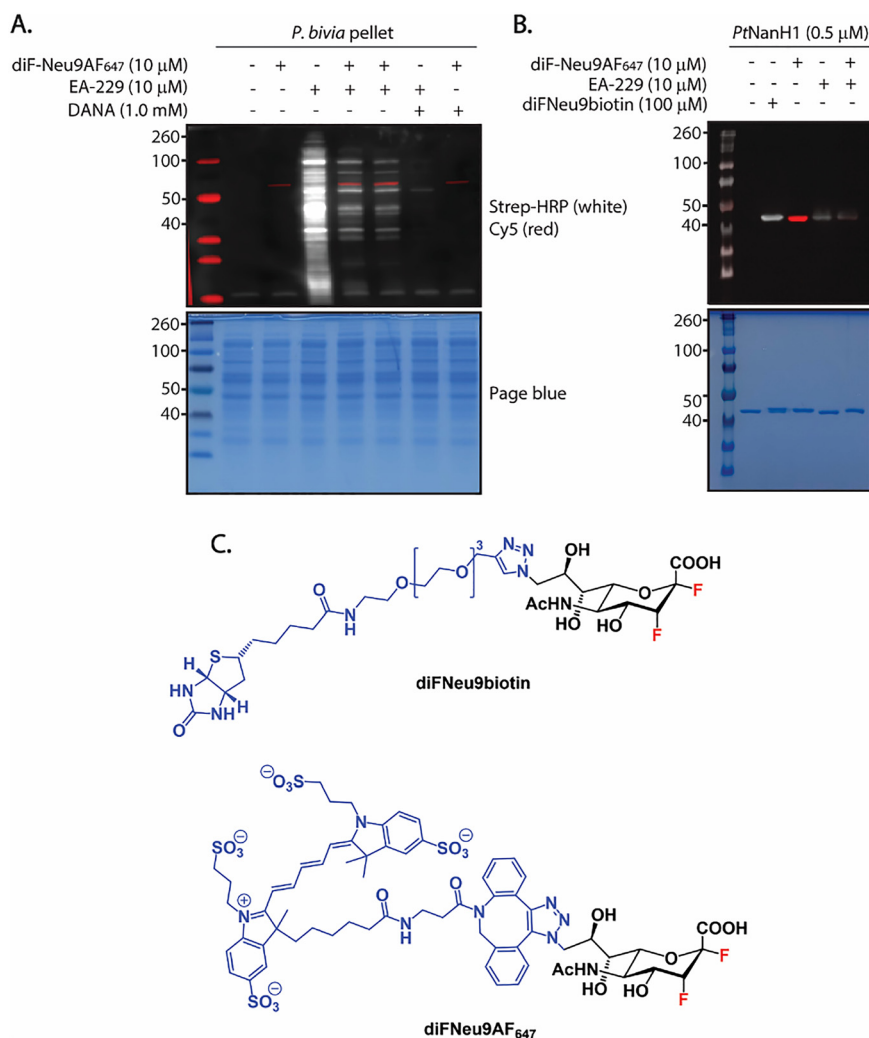 A.
P. bivia pellet
diF-Neu9AF647 (10 μM) - + - + + - +
EA-229 (10 μM) - - + + + + -
DANA (1.0 mM) - - - - - + +
260
100
50
40
Strep-HRP (white)
Cy5 (red)
260
100
50
40
Page blue
B.
PtNanH1 (0.5 μM)
diF-Neu9AF647 (10 μM) - - + - +
EA-229 (10 μM) - - - + +
diFNeu9biotin (100 μM) - + - - -
260
100
50
40
260
100
50
40
C.
3
N N
N
OH
COOH
O
O
O
O
F
AcHN
HO
HO
F
N
H
S
H
HN
NH
H
O
diFNeu9biotin
⊖O3S
SO3⊖
N
SO3⊖
N⊕
O
N
H
O
N
N
N
N
OH
COOH
O
F
AcHN
HO
HO
F
SO3⊖
diFNeu9AF647